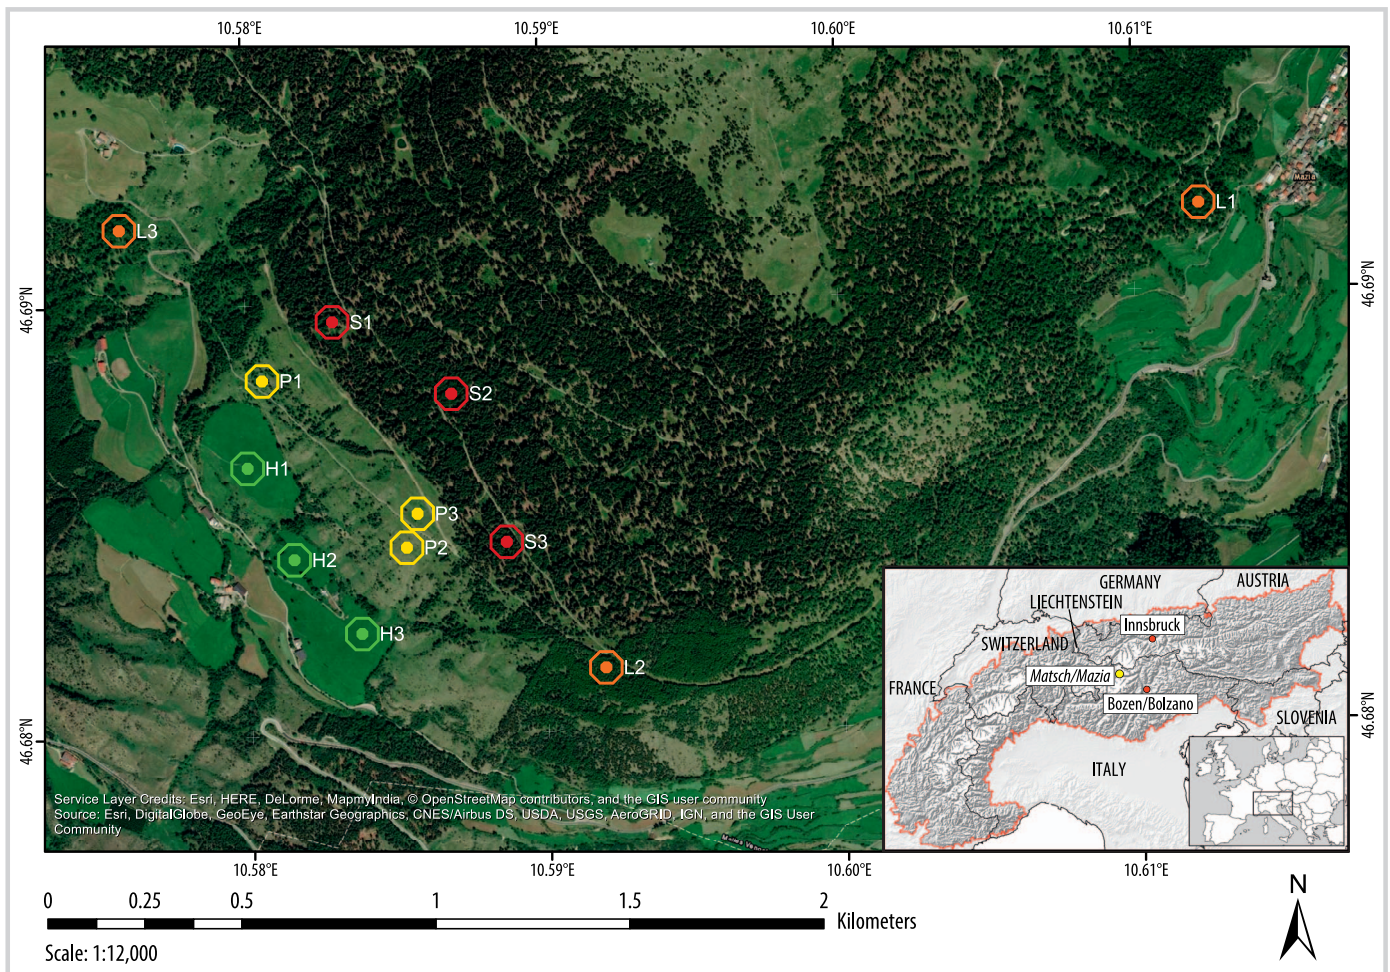 10.58°E 10.59°E 10.60°E 10.61°E
Mazia
L1
L3
46.69°N
46.69°N
S1
P1
S2
H1
P3
S3
P2
H2
H3
L2
GERMANY
AUSTRIA
LIECHTENSTEIN
Innsbruck
SWITZERLAND
Matsch/Mazia
FRANCE
Bozen/Bolzano
SLOVENIA
ITALY
46.68°N
46.68°N
Service Layer Credits: Esri, HERE, DeLorme, MapmyIndia, © OpenStreetMap contributors, and the GIS user community
Source: Esri, DigitalGlobe, GeoEye, Earthstar Geographics, CNES/Airbus DS, USDA, USGS, AeroGRID, IGN, and the GIS User
Community
10.58°E 10.59°E 10.60°E 10.61°E
0 0.25 0.5 1 1.5 2
Kilometers
Scale: 1:12,000
N